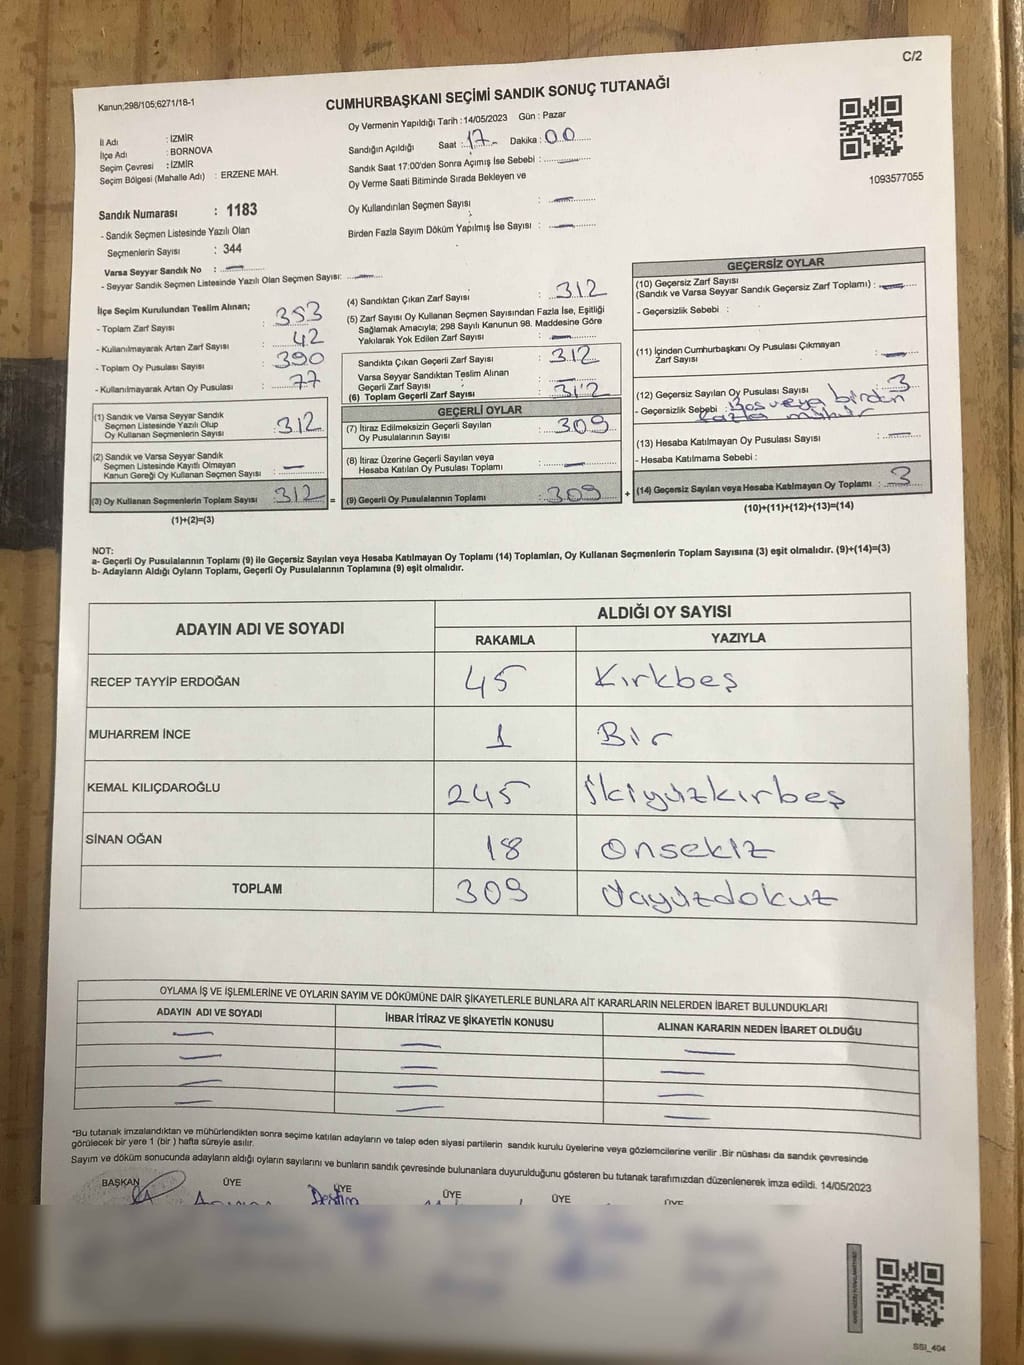 C/2
Kanun;298/105;6271/18-1
CUMHURBAŞKANI SEÇİMİ SANDIK SONUÇ TUTANAĞI
İl Adı : İZMİR
İlçe Adı : BORNOVA
Seçim Çevresi : İZMİR
Seçim Bölgesi (Mahalle Adı) : ERZENE MAH.
Oy Vermenin Yapıldığı Tarih : 14/05/2023 Gün : Pazar
Sandığın Açıldığı Saat : 17 Dakika : 00
Sandık Saat 17:00'den Sonra Açımış İse Sebebi :
Oy Verme Saati Bitiminde Sırada Bekleyen ve
Oy Kullandırılan Seçmen Sayısı :
Birden Fazla Sayım Döküm Yapılmış İse Sayısı :
1093577055
Sandık Numarası : 1183
- Sandık Seçmen Listesinde Yazılı Olan
Seçmenlerin Sayısı : 344
Varsa Seyyar Sandık No :
- Seyyar Sandık Seçmen Listesinde Yazılı Olan Seçmen Sayısı:
İlçe Seçim Kurulundan Teslim Alınan;
- Toplam Zarf Sayısı : 353
- Kullanılmayarak Artan Zarf Sayısı : 42
- Toplam Oy Pusulası Sayısı : 390
- Kullanılmayarak Artan Oy Pusulası : 77
(1) Sandık ve Varsa Seyyar Sandık
Seçmen Listesinde Yazılı Olup
Oy Kullanan Seçmenlerin Sayısı : 312
(2) Sandık ve Varsa Seyyar Sandık
Seçmen Listesinde Kayıtlı Olmayan
Kanun Gereği Oy Kullanan Seçmen Sayısı :
(3) Oy Kullanan Seçmenlerin Toplam Sayısı : 312 =
(1)+(2)=(3)
(4) Sandıktan Çıkan Zarf Sayısı : 312
(5) Zarf Sayısı Oy Kullanan Seçmen Sayısından Fazla İse, Eşitliği
Sağlamak Amacıyla; 298 Sayılı Kanunun 98. Maddesine Göre
Yakılarak Yok Edilen Zarf Sayısı :
Sandıkta Çıkan Geçerli Zarf Sayısı : 312
Varsa Seyyar Sandıktan Teslim Alınan
Geçerli Zarf Sayısı :
(6) Toplam Geçerli Zarf Sayısı : 312
GEÇERLİ OYLAR
(7) İtiraz Edilmeksizin Geçerli Sayılan
Oy Pusulalarının Sayısı : 309
(8) İtiraz Üzerine Geçerli Sayılan veya
Hesaba Katılan Oy Pusulası Toplamı :
(9) Geçerli Oy Pusulalarının Toplamı : 309 +
GEÇERSİZ OYLAR
(10) Geçersiz Zarf Sayısı
(Sandık ve Varsa Seyyar Sandık Geçersiz Zarf Toplamı) :
- Geçersizlik Sebebi :
(11) İçinden Cumhurbaşkanı Oy Pusulası Çıkmayan
Zarf Sayısı :
(12) Geçersiz Sayılan Oy Pusulası Sayısı : 3
- Geçersizlik Sebebi : Boş veya birden
fazla mühür
(13) Hesaba Katılmayan Oy Pusulası Sayısı :
- Hesaba Katılmama Sebebi :
(14) Geçersiz Sayılan veya Hesaba Katılmayan Oy Toplamı : 3
(10)+(11)+(12)+(13)=(14)
NOT:
a- Geçerli Oy Pusulalarının Toplamı (9) ile Geçersiz Sayılan veya Hesaba Katılmayan Oy Toplamı (14) Toplamları, Oy Kullanan Seçmenlerin Toplam Sayısına (3) eşit olmalıdır. (9)+(14)=(3)
b- Adayların Aldığı Oyların Toplamı, Geçerli Oy Pusulalarının Toplamına (9) eşit olmalıdır.
ADAYIN ADI VE SOYADI
ALDIĞI OY SAYISI
RAKAMLA YAZIYLA
RECEP TAYYİP ERDOĞAN 45 Kırkbeş
MUHARREM İNCE 1 Bir
KEMAL KILIÇDAROĞLU 245 İkiyüzkırbeş
SİNAN OĞAN 18 onsekiz
TOPLAM 309 üçyüzdokuz
OYLAMA İŞ VE İŞLEMLERİNE VE OYLARIN SAYIM VE DÖKÜMÜNE DAİR ŞİKAYETLERLE BUNLARA AİT KARARLARIN NELERDEN İBARET BULUNDUKLARI
ADAYIN ADI VE SOYADI İHBAR İTİRAZ VE ŞİKAYETİN KONUSU ALINAN KARARIN NEDEN İBARET OLDUĞU
*Bu tutanak imzalandıktan ve mühürlendikten sonra seçime katılan adayların ve talep eden siyasi partilerin sandık kurulu üyelerine veya gözlemcilerine verilir .Bir nüshası da sandık çevresinde
görülecek bir yere 1 (bir ) hafta süreyle asılır.
Sayım ve döküm sonucunda adayların aldığı oyların sayılarını ve bunların sandık çevresinde bulunanlara duyurulduğunu gösteren bu tutanak tarafımızdan düzenlenerek imza edildi. 14/05/2023
BAŞKAN ÜYE ÜYE ÜYE ÜYE ÜYE
SSI_404